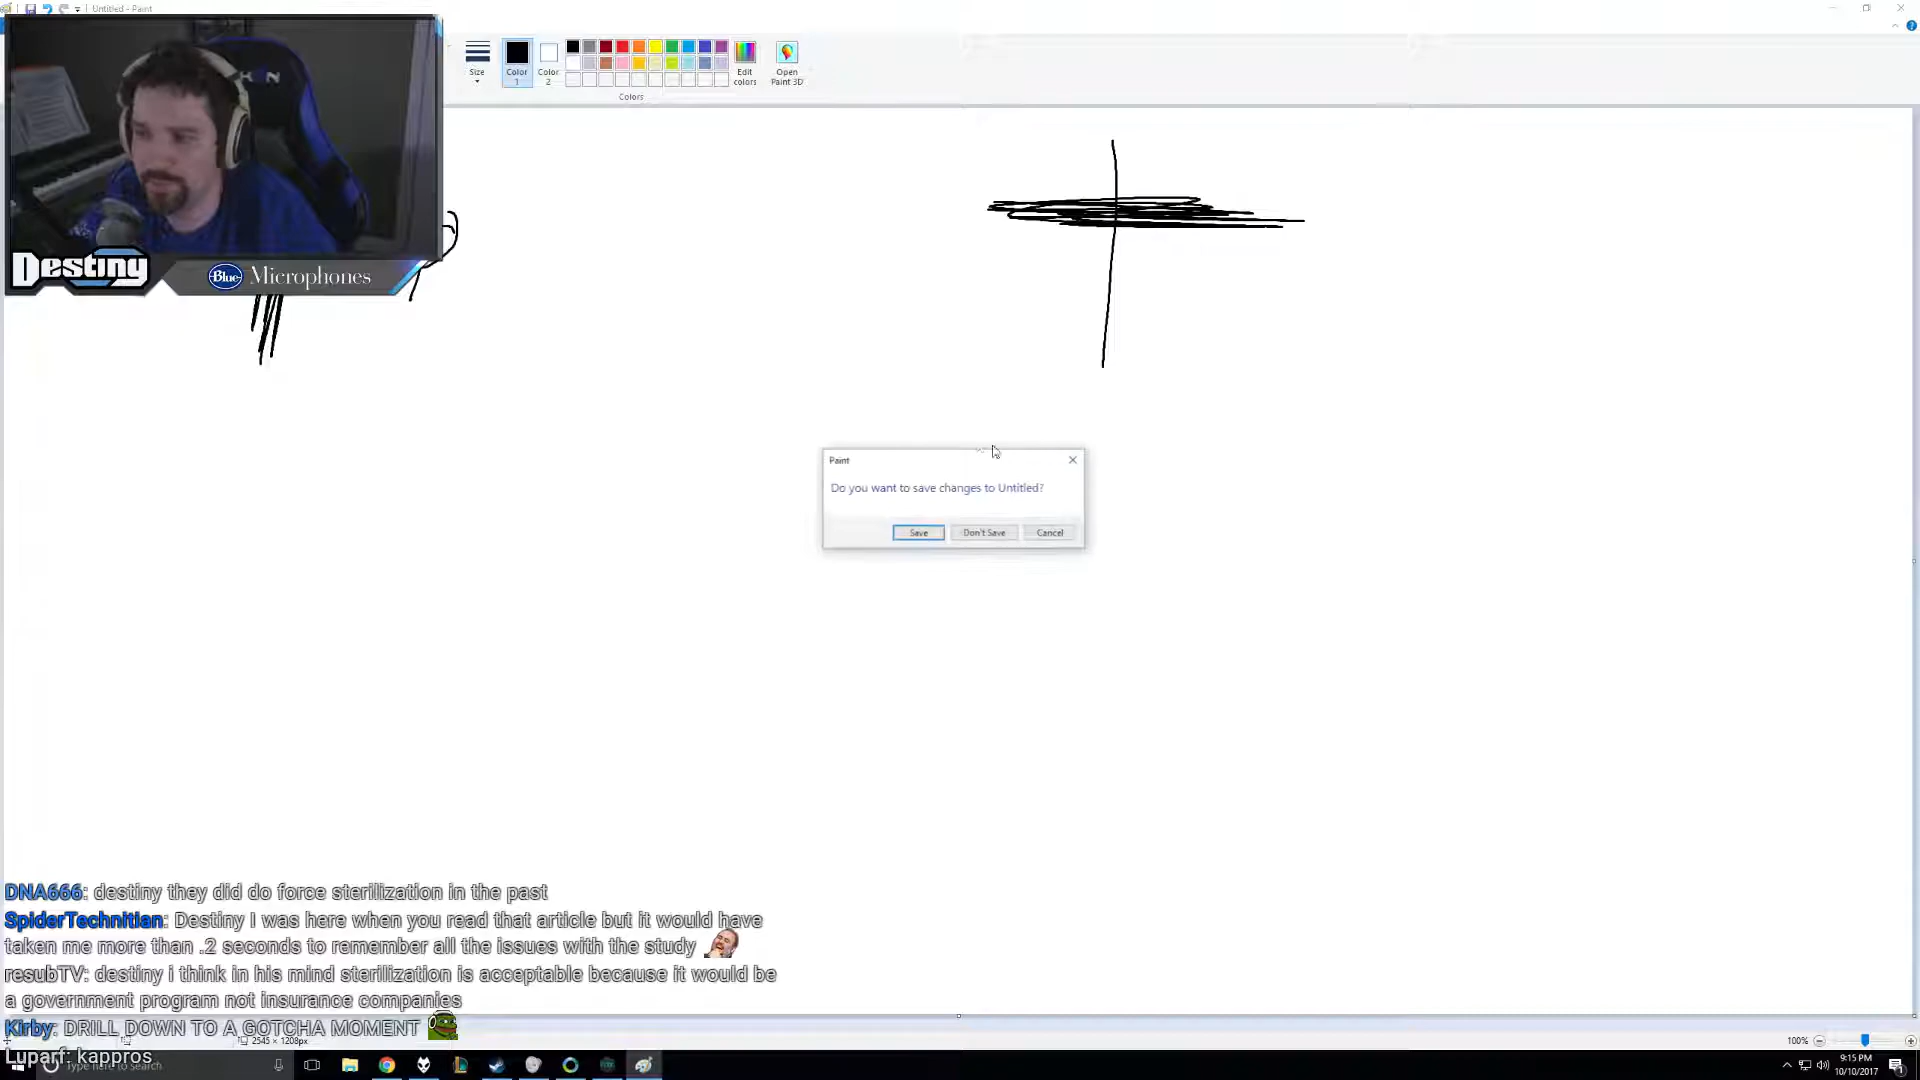 Untitled - Paint
Size
Color 1
Color 2
Edit colors
Open Paint 3D
Colors
Destiny
Blue Microphones
Paint
Do you want to save changes to Untitled?
Save Don't Save Cancel
DNA666: destiny they did do force sterilization in the past
SpiderTechnitian: Destiny I was here when you read that article but it would have
taken me more than .2 seconds to remember all the issues with the study
resubTV: destiny i think in his mind sterilization is acceptable because it would be
a government program not insurance companies
Kirby: DRILL DOWN TO A GOTCHA MOMENT
2545 × 1208px
100%
Luparf: kappros
Type here to search
9:15 PM
10/10/2017